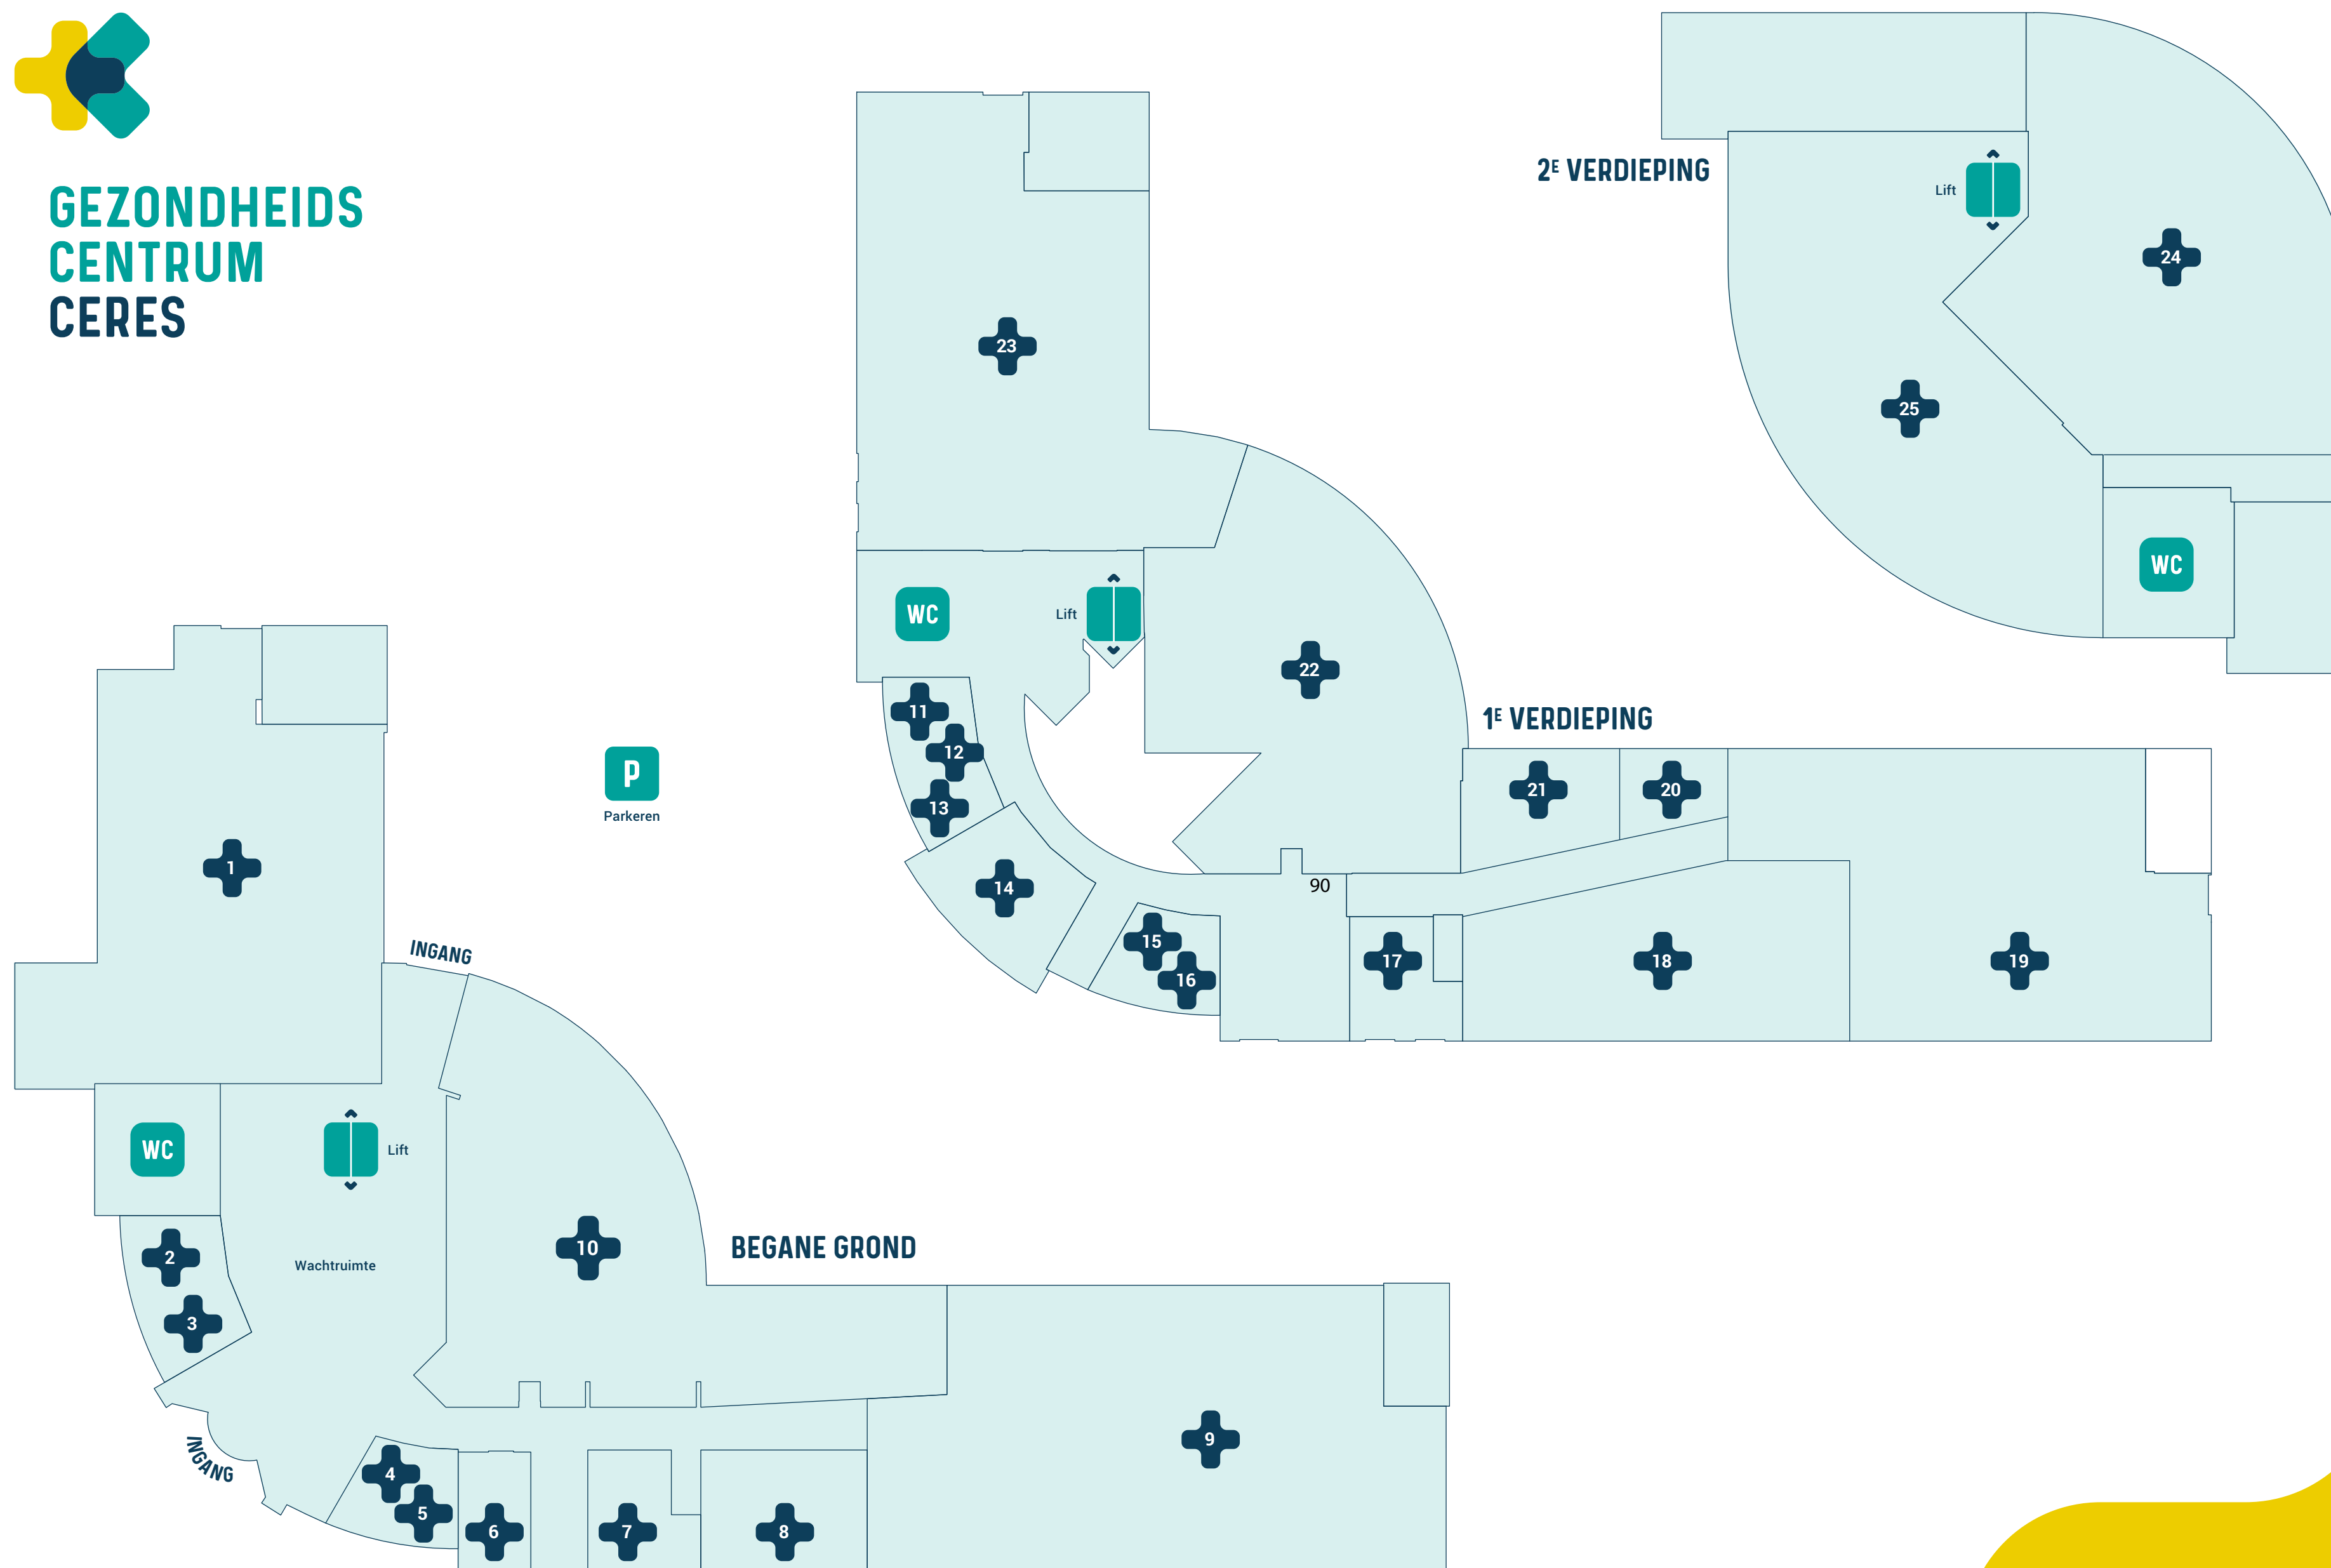 GEZONDHEIDS
CENTRUM
CERES
2E VERDIEPING
Lift
24
25
WC
23
WC
Lift
22
11
12
13
14
15
16
1E VERDIEPING
21
20
90
17
18
19
P
Parkeren
1
INGANG
WC
Lift
10
BEGANE GROND
2
Wachtruimte
3
INGANG
4
5
6
7
8
9